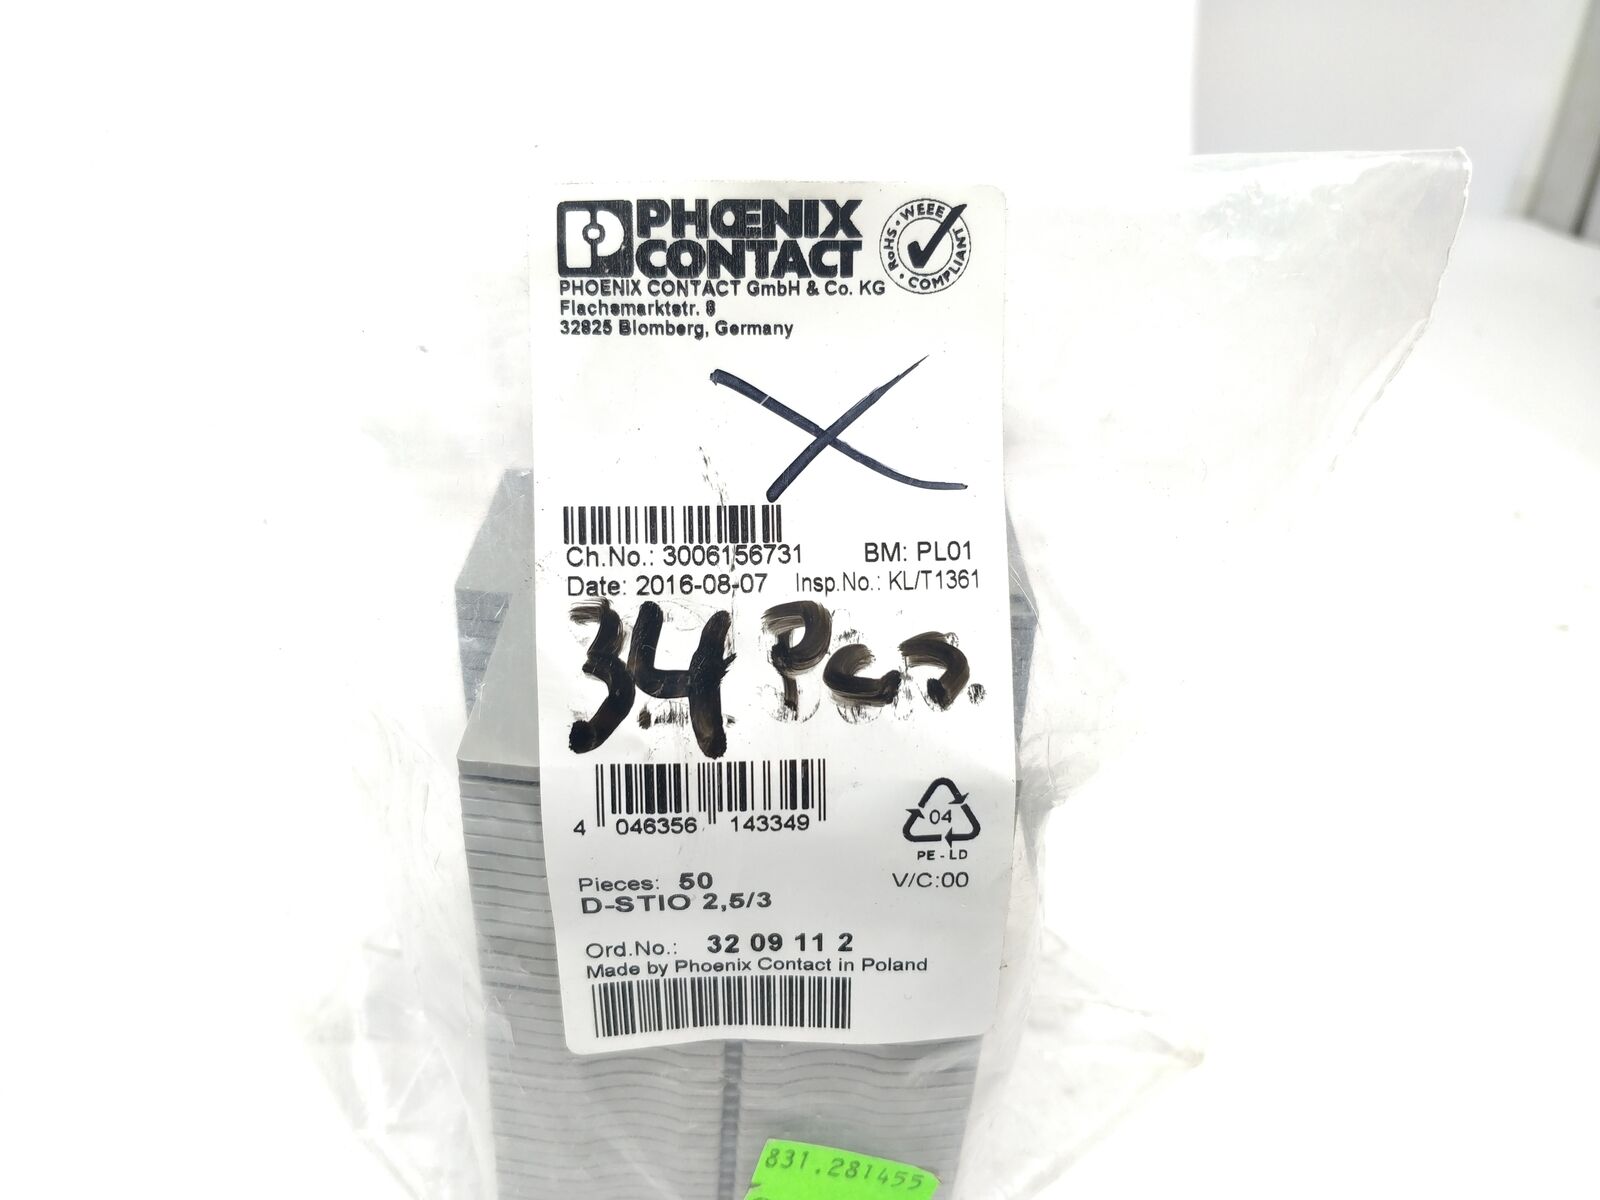 PHŒNIX
CONTACT
WEEE
RoHS
COMPLIANT
PHOENIX CONTACT GmbH & Co. KG
Flachsmarktstr. 8
32825 Blomberg, Germany
Ch.No.: 3006156731 BM: PL01
Date: 2016-08-07 Insp.No.: KL/T1361
34 Pcs.
4 046356 143349
04
PE-LD
Pieces: 50 V/C:00
D-STIO 2,5/3
Ord.No.: 32 09 11 2
Made by Phoenix Contact in Poland
831.281455